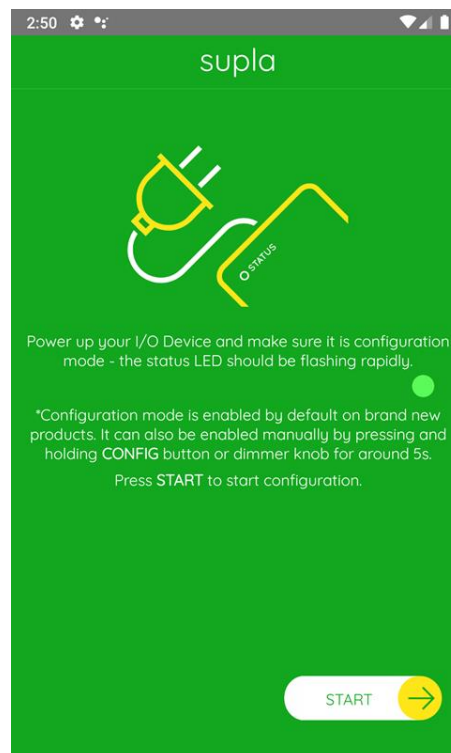 2:50
supla
STATUS
Power up your I/O Device and make sure it is configuration
mode - the status LED should be flashing rapidly.
*Configuration mode is enabled by default on brand new
products. It can also be enabled manually by pressing and
holding CONFIG button or dimmer knob for around 5s.
Press START to start configuration.
START